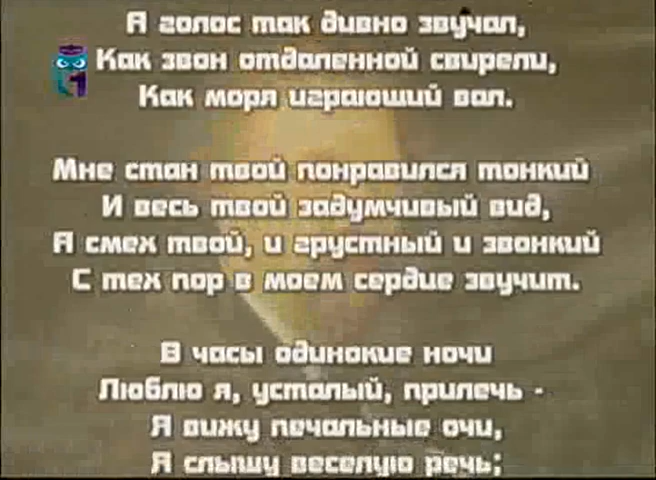 А голос так дивно звучал,
Как звон отдаленной свирели,
Как моря играющий вал.
Мне стан твой понравился тонкий
И весь твой задумчивый вид,
А смех твой, и грустный и звонкий
С тех пор в моем сердце звучит.
В часы одинокие ночи
Люблю я, усталый, прилечь -
Я вижу печальные очи,
Я слышу веселую речь;